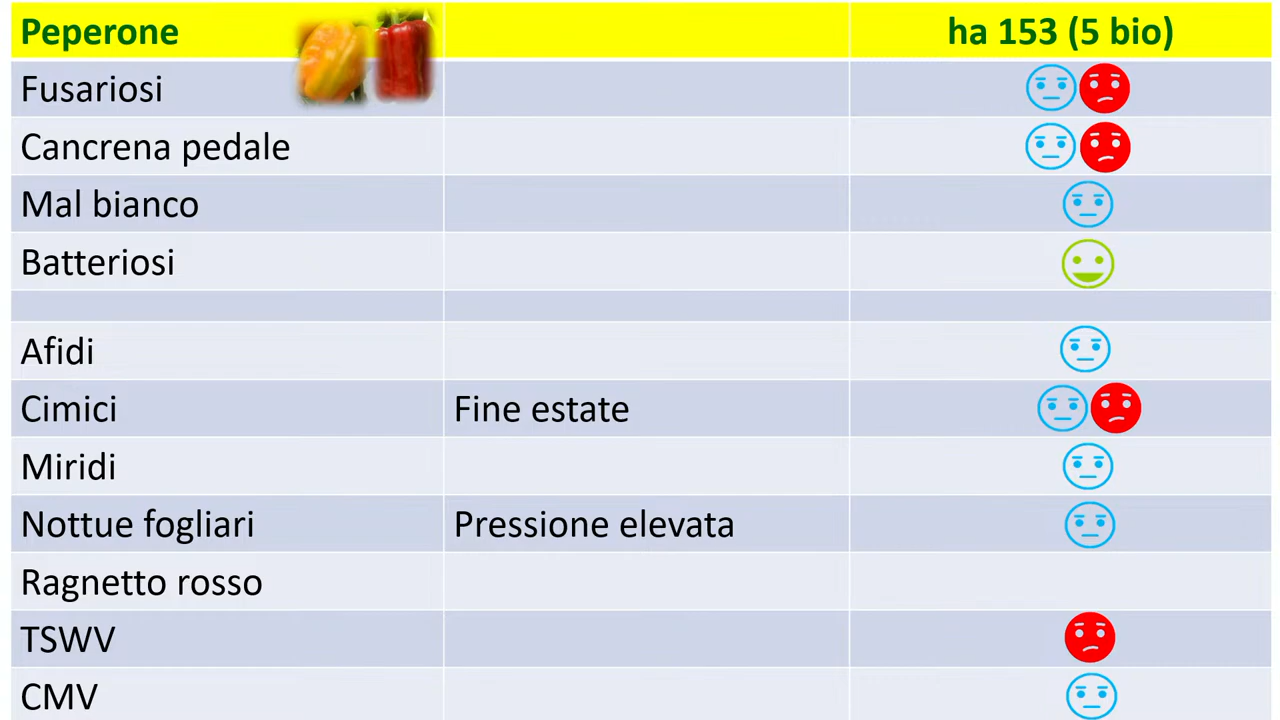 Peperone ha 153 (5 bio)
Fusariosi
Cancrena pedale
Mal bianco
Batteriosi
Afidi
Cimici Fine estate
Miridi
Nottue fogliari Pressione elevata
Ragnetto rosso
TSWV
CMV